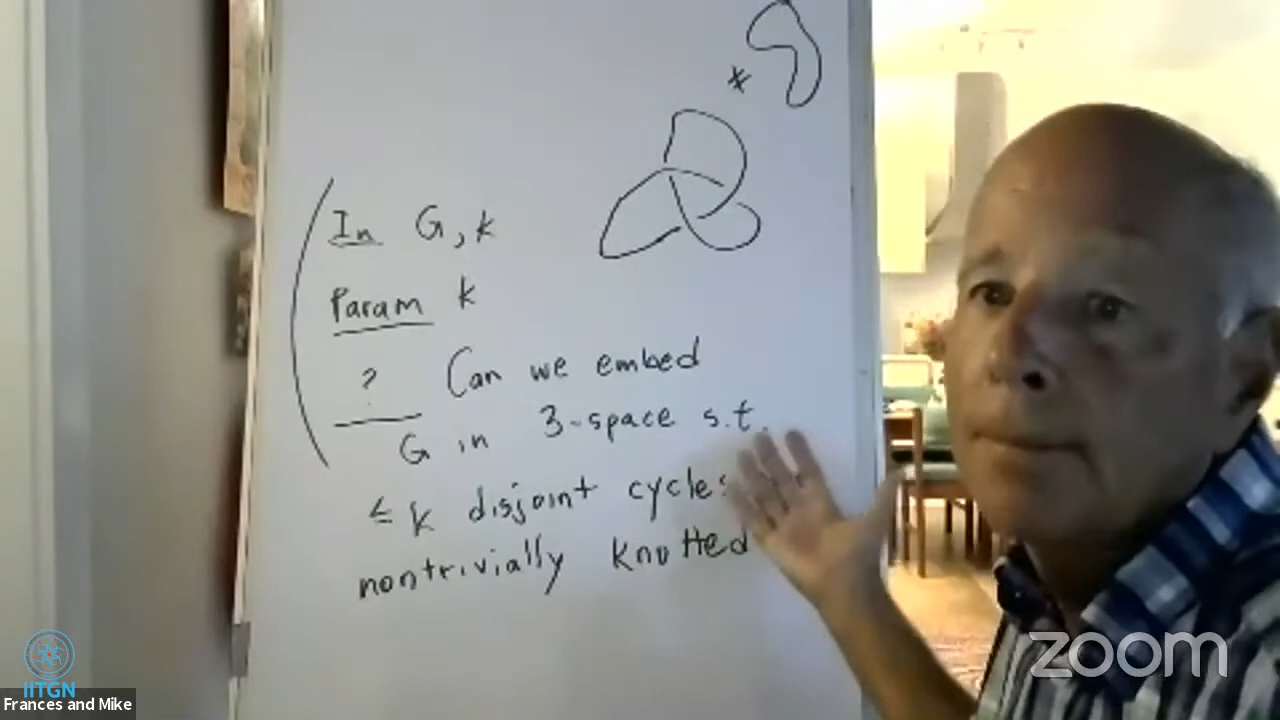 *
In G, k
Param k
? Can we embed
G in 3-space s.t.
≤ k disjoint cycles
nontrivially knotted
zoom
IITGN
Frances and Mike